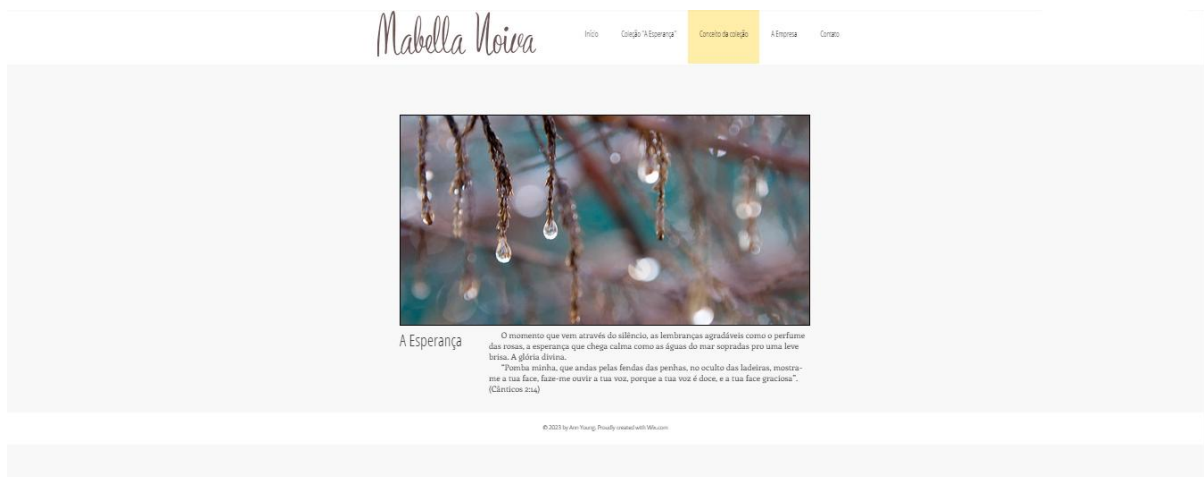 Mabella Noiva
Início Coleção "A Esperança" Conceito da coleção A Empresa Contato
A Esperança
O momento que vem através do silêncio, as lembranças agradáveis como o perfume
das rosas, a esperança que chega calma como as águas do mar sopradas pro uma leve
brisa. A glória divina.
"Pomba minha, que andas pelas fendas das penhas, no oculto das ladeiras, mostra-
me a tua face, faze-me ouvir a tua voz, porque a tua voz é doce, e a tua face graciosa".
(Cânticos 2:14)
© 2023 by Ann Young. Proudly created with Wix.com